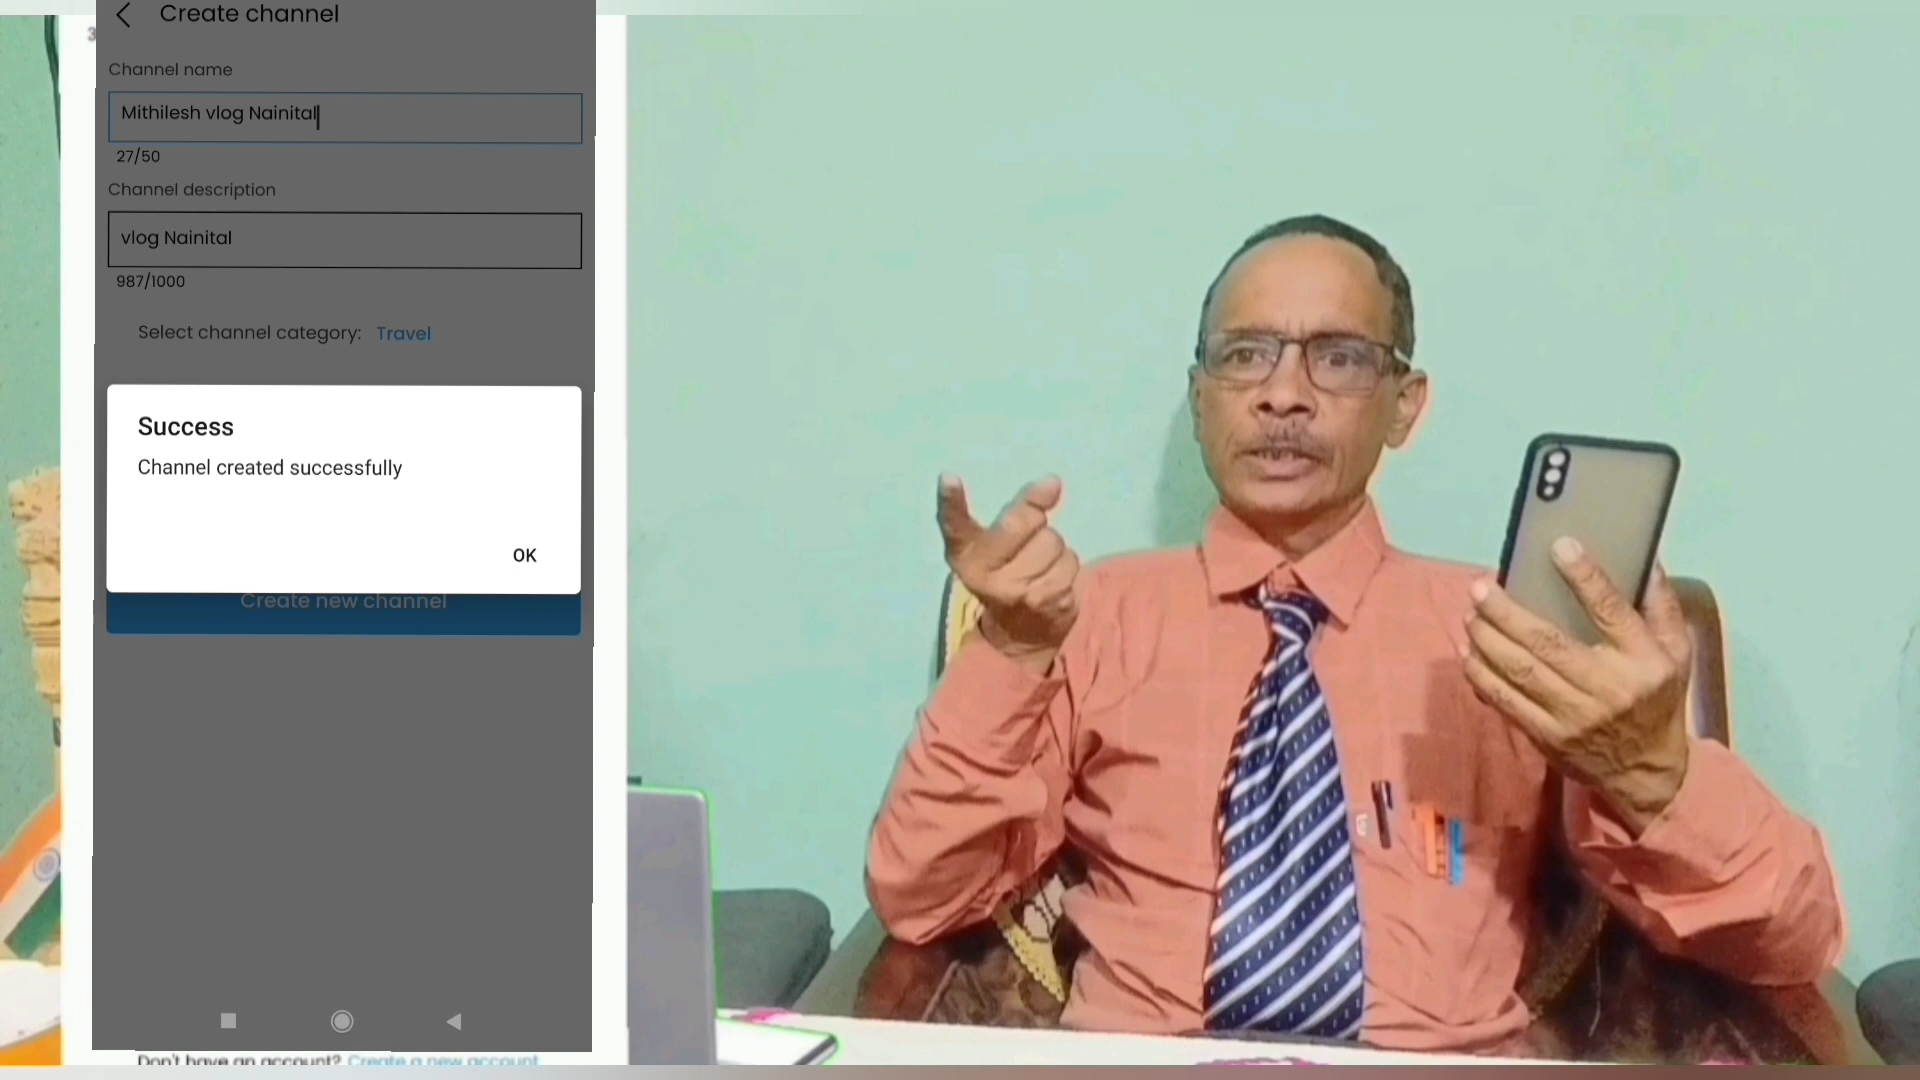 Create channel
Channel name
Mithilesh vlog Nainital
27/50
Channel description
vlog Nainital
987/1000
Select channel category: Travel
Success
Channel created successfully
OK
Create new channel
Don't have an account? Create a new account